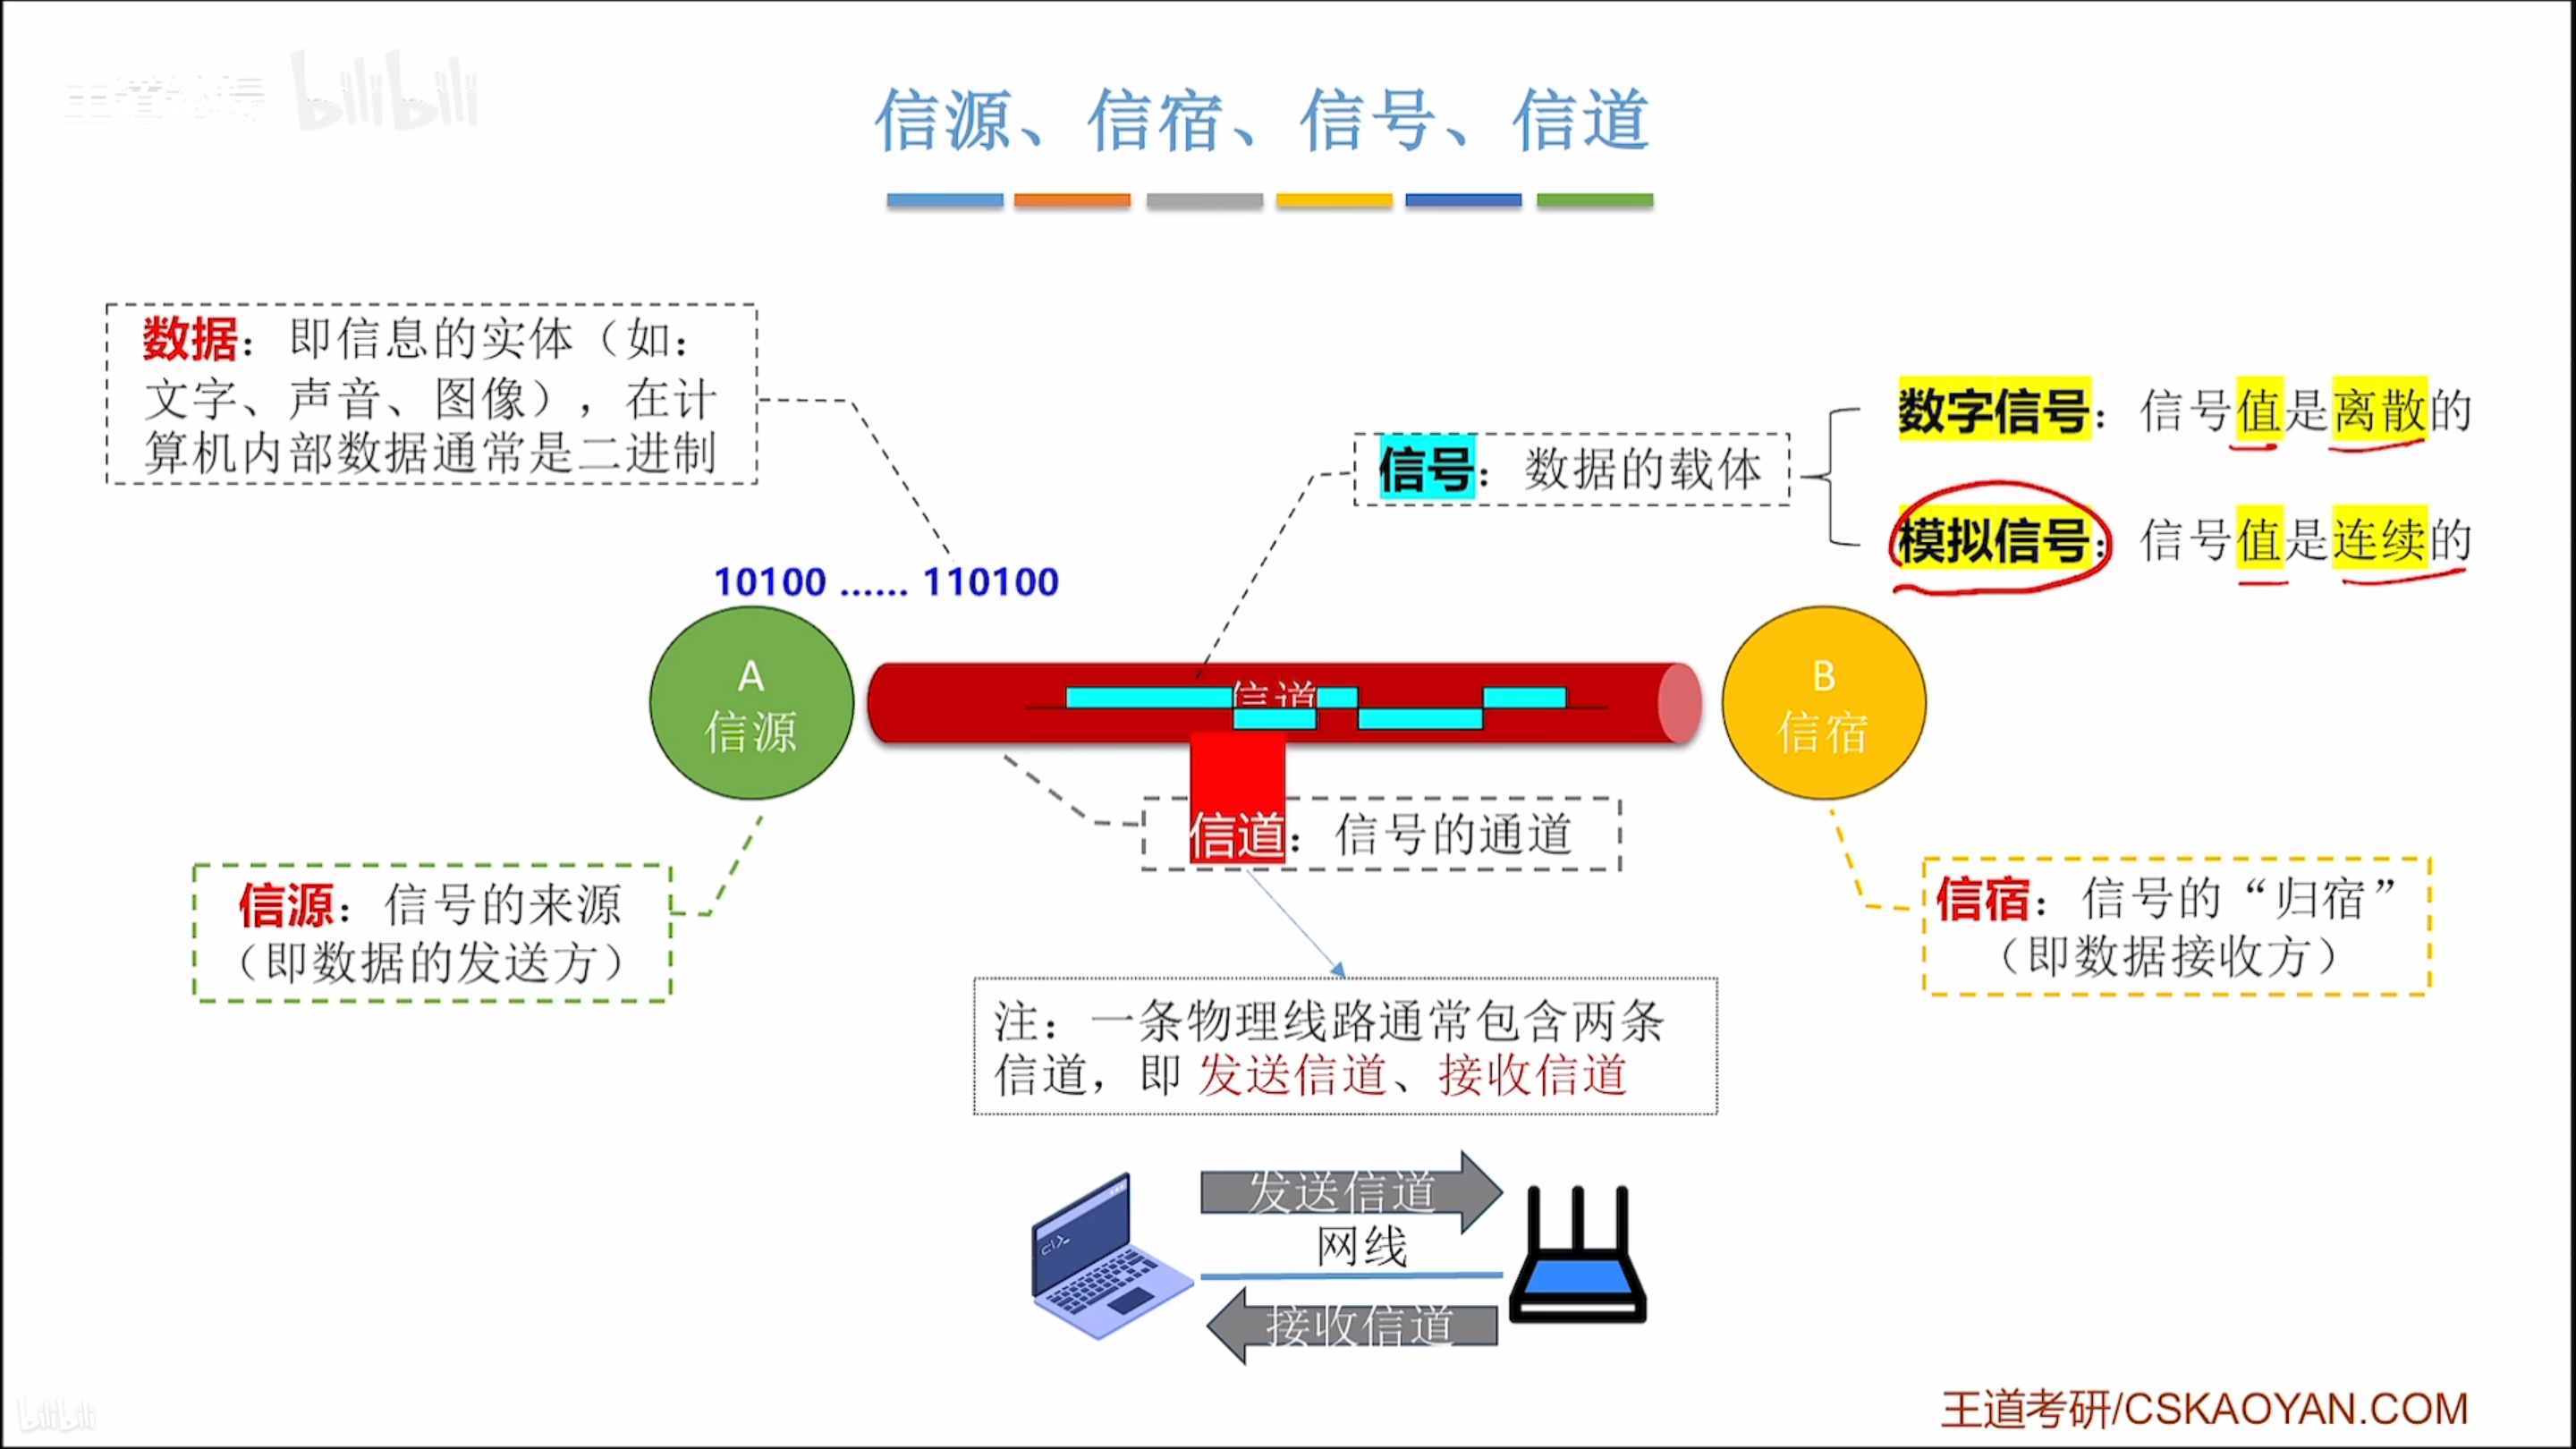 bilibili
信源、信宿、信号、信道
数据：即信息的实体（如：
文字、声音、图像），在计
算机内部数据通常是二进制
数字信号：信号值是离散的
信号：数据的载体
模拟信号：信号值是连续的
10100 …… 110100
A
信源
信道
B
信宿
信道：信号的通道
信源：信号的来源
（即数据的发送方）
信宿：信号的“归宿”
（即数据接收方）
注：一条物理线路通常包含两条
信道，即 发送信道、接收信道
发送信道
网线
接收信道
C:\>_
bilibili
王道考研/CSKAOYAN.COM